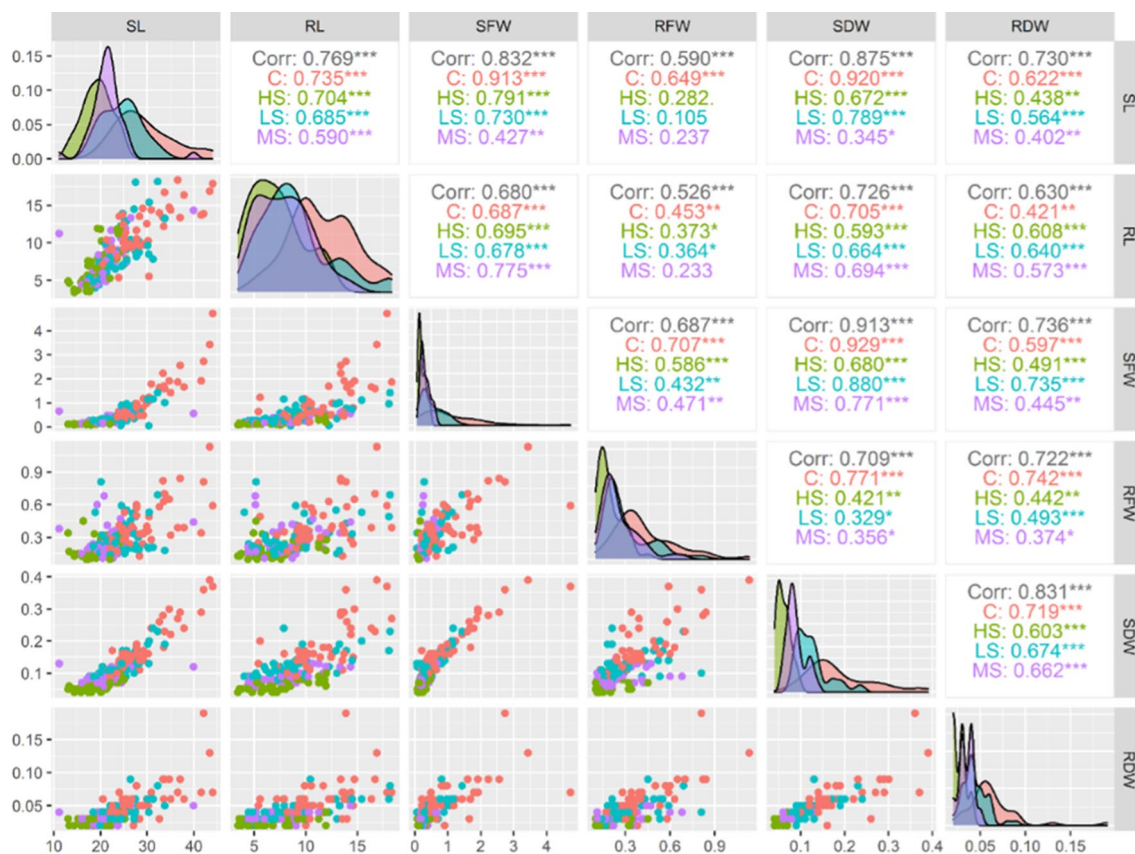 SL RL SFW RFW SDW RDW
0.15
0.10
0.05
0.00
Corr: 0.769***
C: 0.735***
HS: 0.704***
LS: 0.685***
MS: 0.590***
Corr: 0.832***
C: 0.913***
HS: 0.791***
LS: 0.730***
MS: 0.427**
Corr: 0.590***
C: 0.649***
HS: 0.282.
LS: 0.105
MS: 0.237
Corr: 0.875***
C: 0.920***
HS: 0.672***
LS: 0.789***
MS: 0.345*
Corr: 0.730***
C: 0.622***
HS: 0.438**
LS: 0.564***
MS: 0.402**
SL
15
10
5
Corr: 0.680***
C: 0.687***
HS: 0.695***
LS: 0.678***
MS: 0.775***
Corr: 0.526***
C: 0.453**
HS: 0.373*
LS: 0.364*
MS: 0.233
Corr: 0.726***
C: 0.705***
HS: 0.593***
LS: 0.664***
MS: 0.694***
Corr: 0.630***
C: 0.421**
HS: 0.608***
LS: 0.640***
MS: 0.573***
RL
4
3
2
1
0
Corr: 0.687***
C: 0.707***
HS: 0.586***
LS: 0.432**
MS: 0.471**
Corr: 0.913***
C: 0.929***
HS: 0.680***
LS: 0.880***
MS: 0.771***
Corr: 0.736***
C: 0.597***
HS: 0.491***
LS: 0.735***
MS: 0.445**
SFW
0.9
0.6
0.3
Corr: 0.709***
C: 0.771***
HS: 0.421**
LS: 0.329*
MS: 0.356*
Corr: 0.722***
C: 0.742***
HS: 0.442**
LS: 0.493***
MS: 0.374*
RFW
0.4
0.3
0.2
0.1
Corr: 0.831***
C: 0.719***
HS: 0.603***
LS: 0.674***
MS: 0.662***
SDW
0.15
0.10
0.05
RDW
10 20 30 40 5 10 15 0 1 2 3 4 0.3 0.6 0.9 0.1 0.2 0.3 0.4 0.05 0.10 0.15